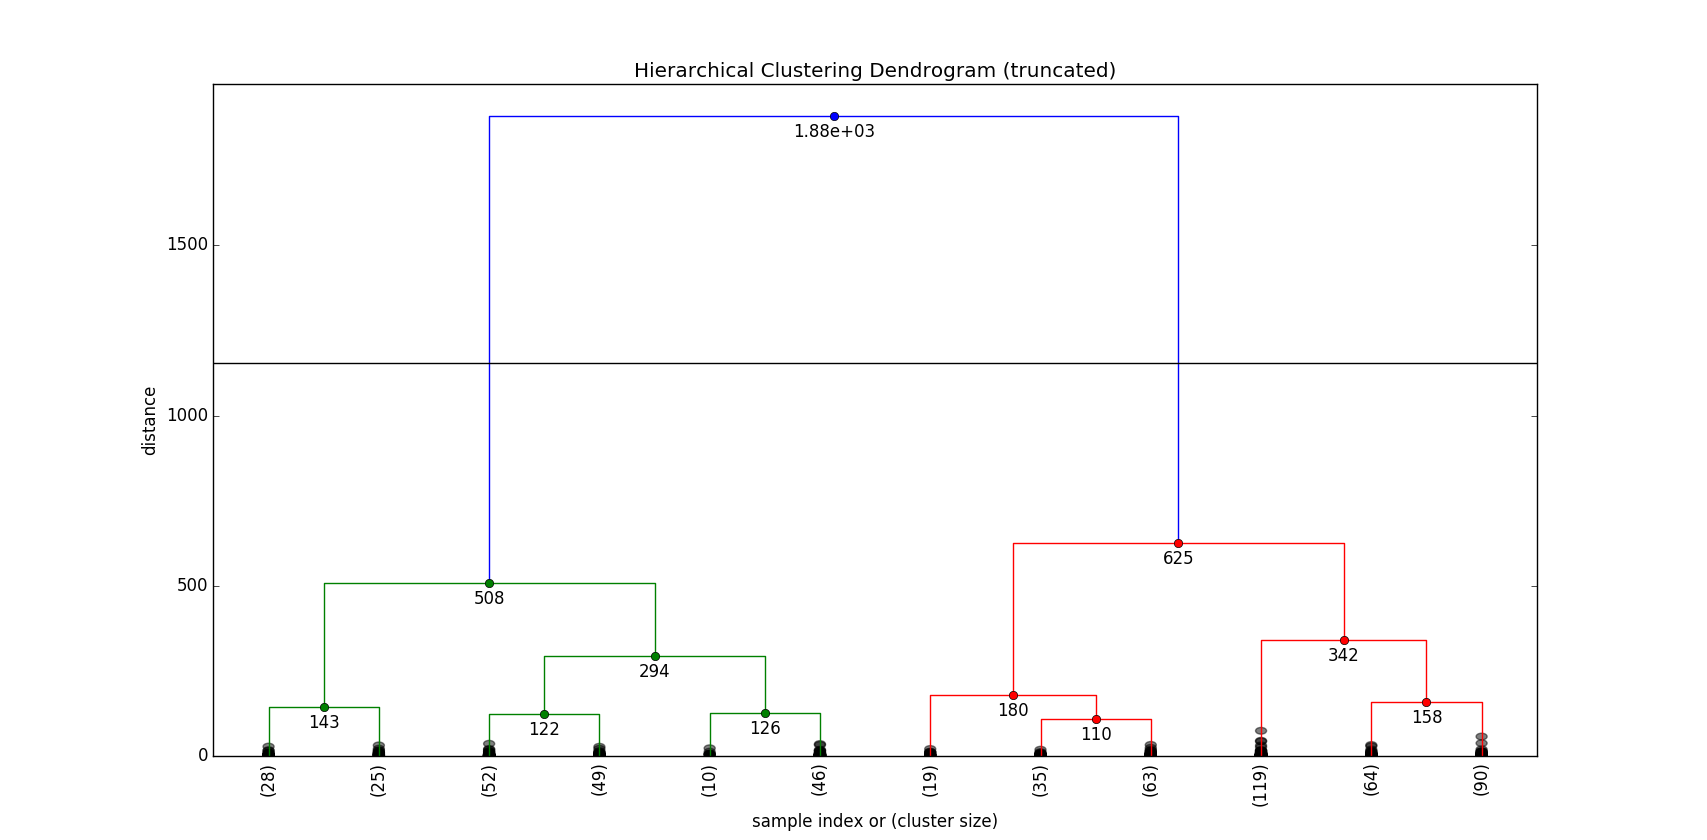 Hierarchical Clustering Dendrogram (truncated)
1.88e+03
1500
1000
distance
625
500
508
342
294
180
158
143
122
126
110
0
(28) (25) (52) (49) (10) (46) (19) (35) (63) (119) (64) (90)
sample index or (cluster size)